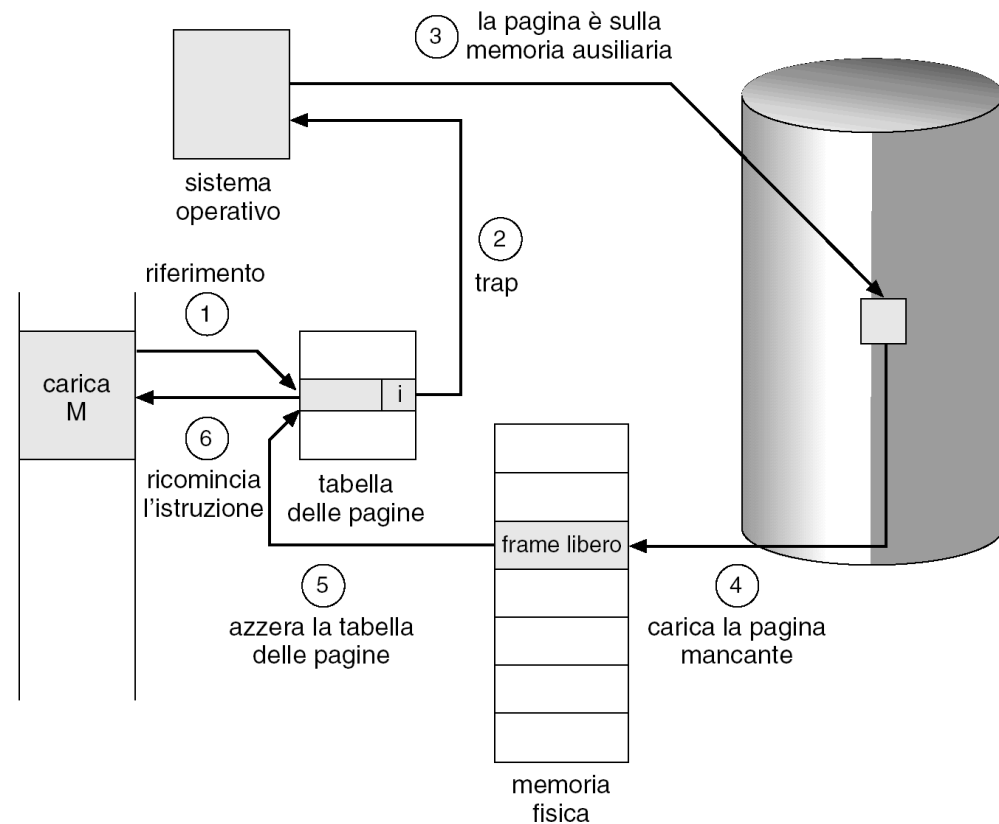 3
la pagina è sulla
memoria ausiliaria
sistema
operativo
2
trap
riferimento
1
carica
M
i
6
ricomincia
l'istruzione
tabella
delle pagine
frame libero
5
azzera la tabella
delle pagine
4
carica la pagina
mancante
memoria
fisica